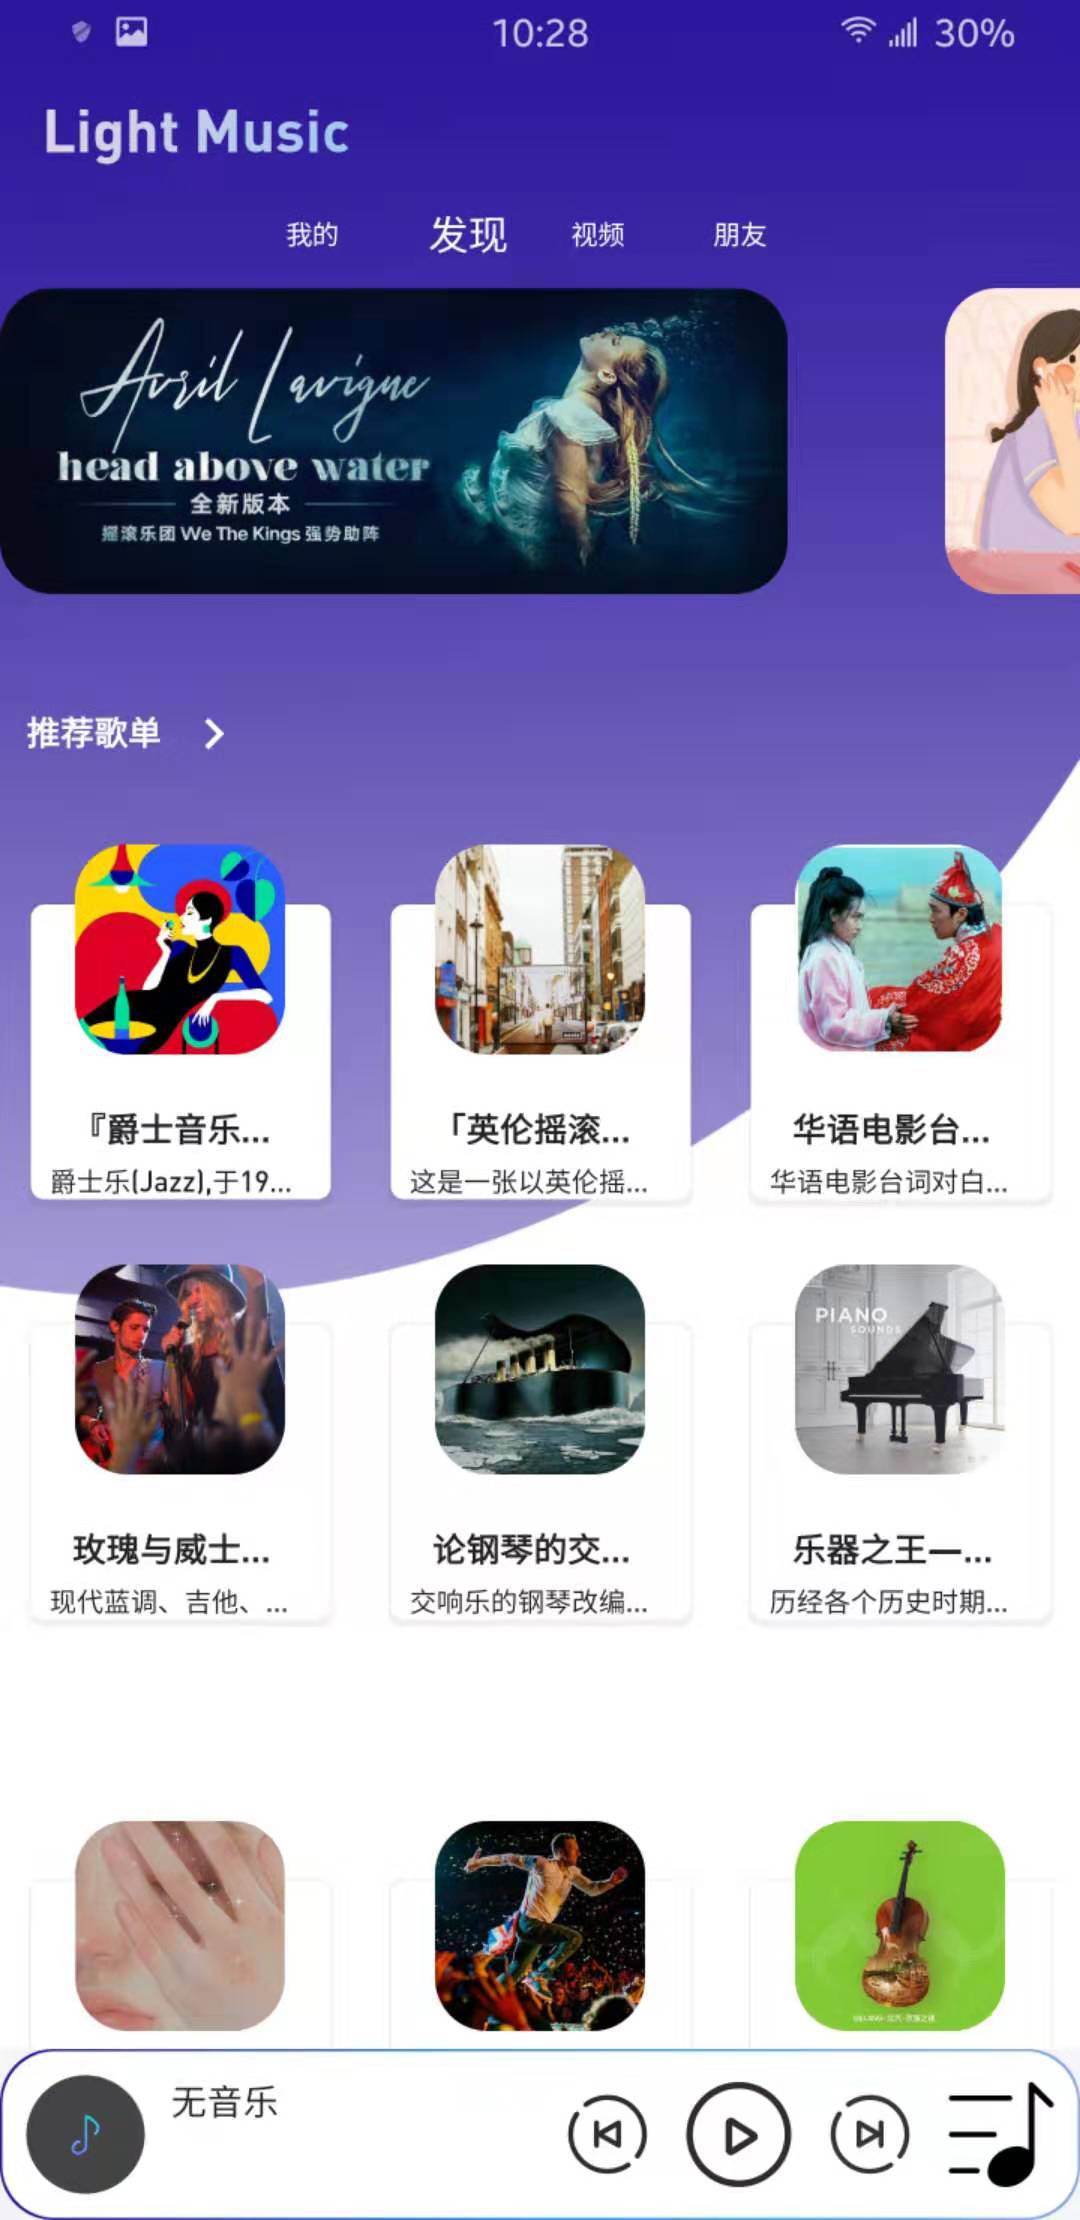 10:28
30%
Light Music
我的 发现 视频 朋友
Avril Lavigne
head above water
全新版本
摇滚乐团 We The Kings 强势助阵
推荐歌单
『爵士音乐...
爵士乐(Jazz),于19...
「英伦摇滚...
这是一张以英伦摇...
华语电影台...
华语电影台词对白...
PIANO
SOUNDS
玫瑰与威士...
现代蓝调、吉他、...
论钢琴的交...
交响乐的钢琴改编...
乐器之王—...
历经各个历史时期...
无音乐